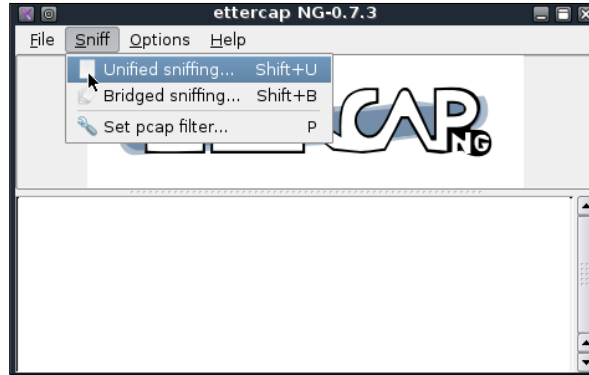 ettercap NG-0.7.3
File Sniff Options Help
Unified sniffing... Shift+U
Bridged sniffing... Shift+B
Set pcap filter... P
CAP
NG